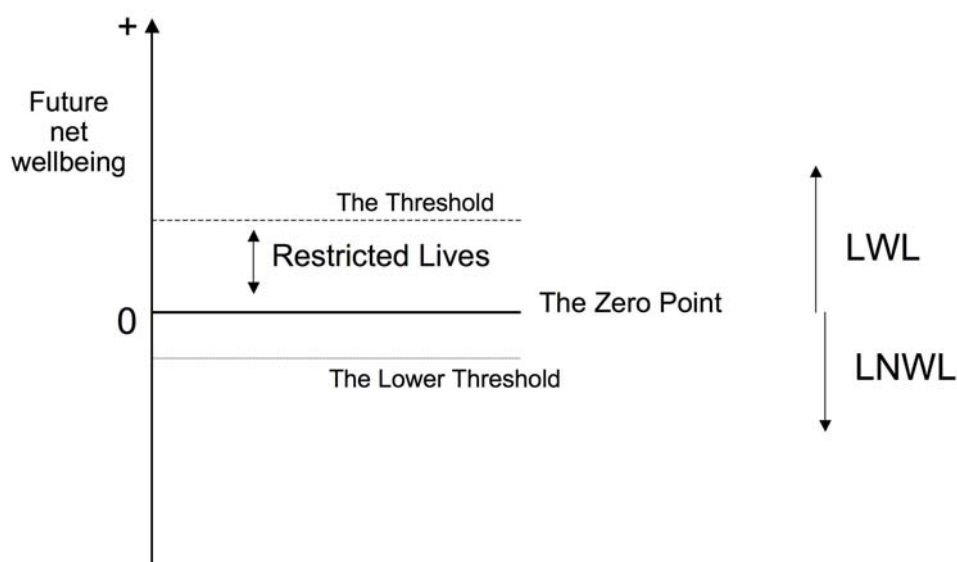 +
Future
net
wellbeing
The Threshold
Restricted Lives
LWL
The Zero Point
0
LNWL
The Lower Threshold